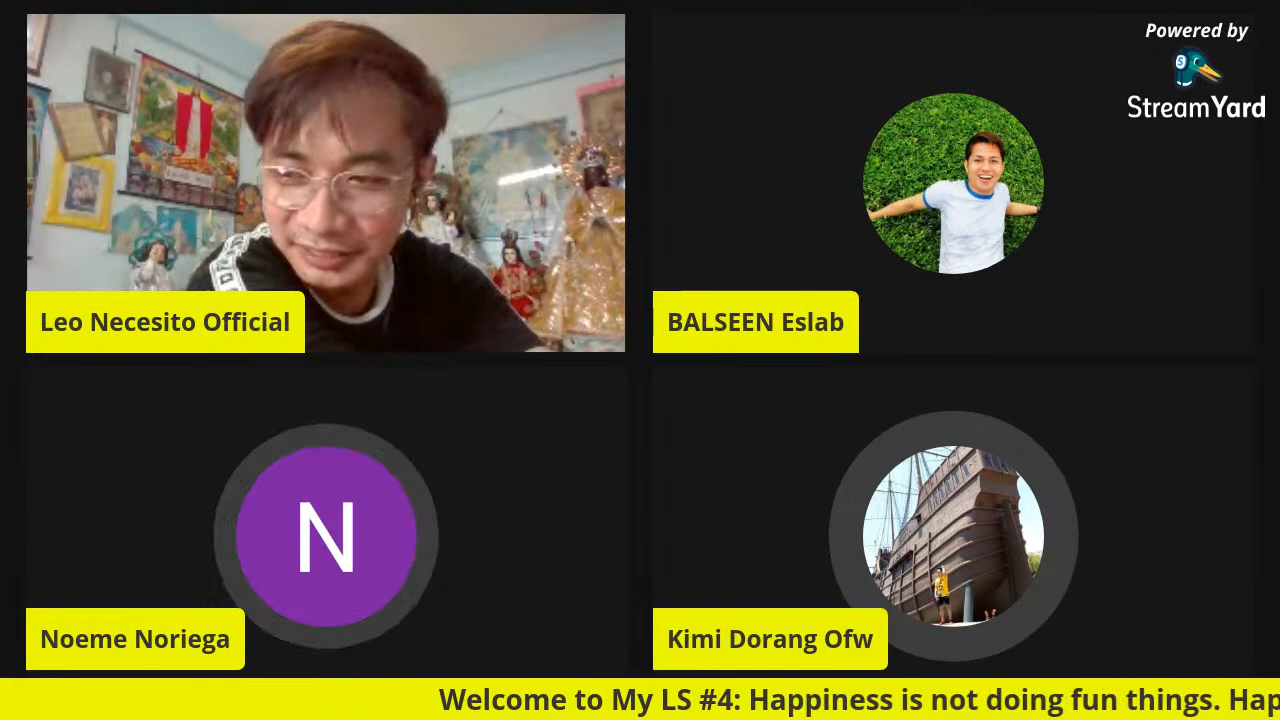 Powered by
StreamYard
Leo Necesito Official
BALSEEN Eslab
N
Noeme Noriega
Kimi Dorang Ofw
Welcome to My LS #4: Happiness is not doing fun things. Hap